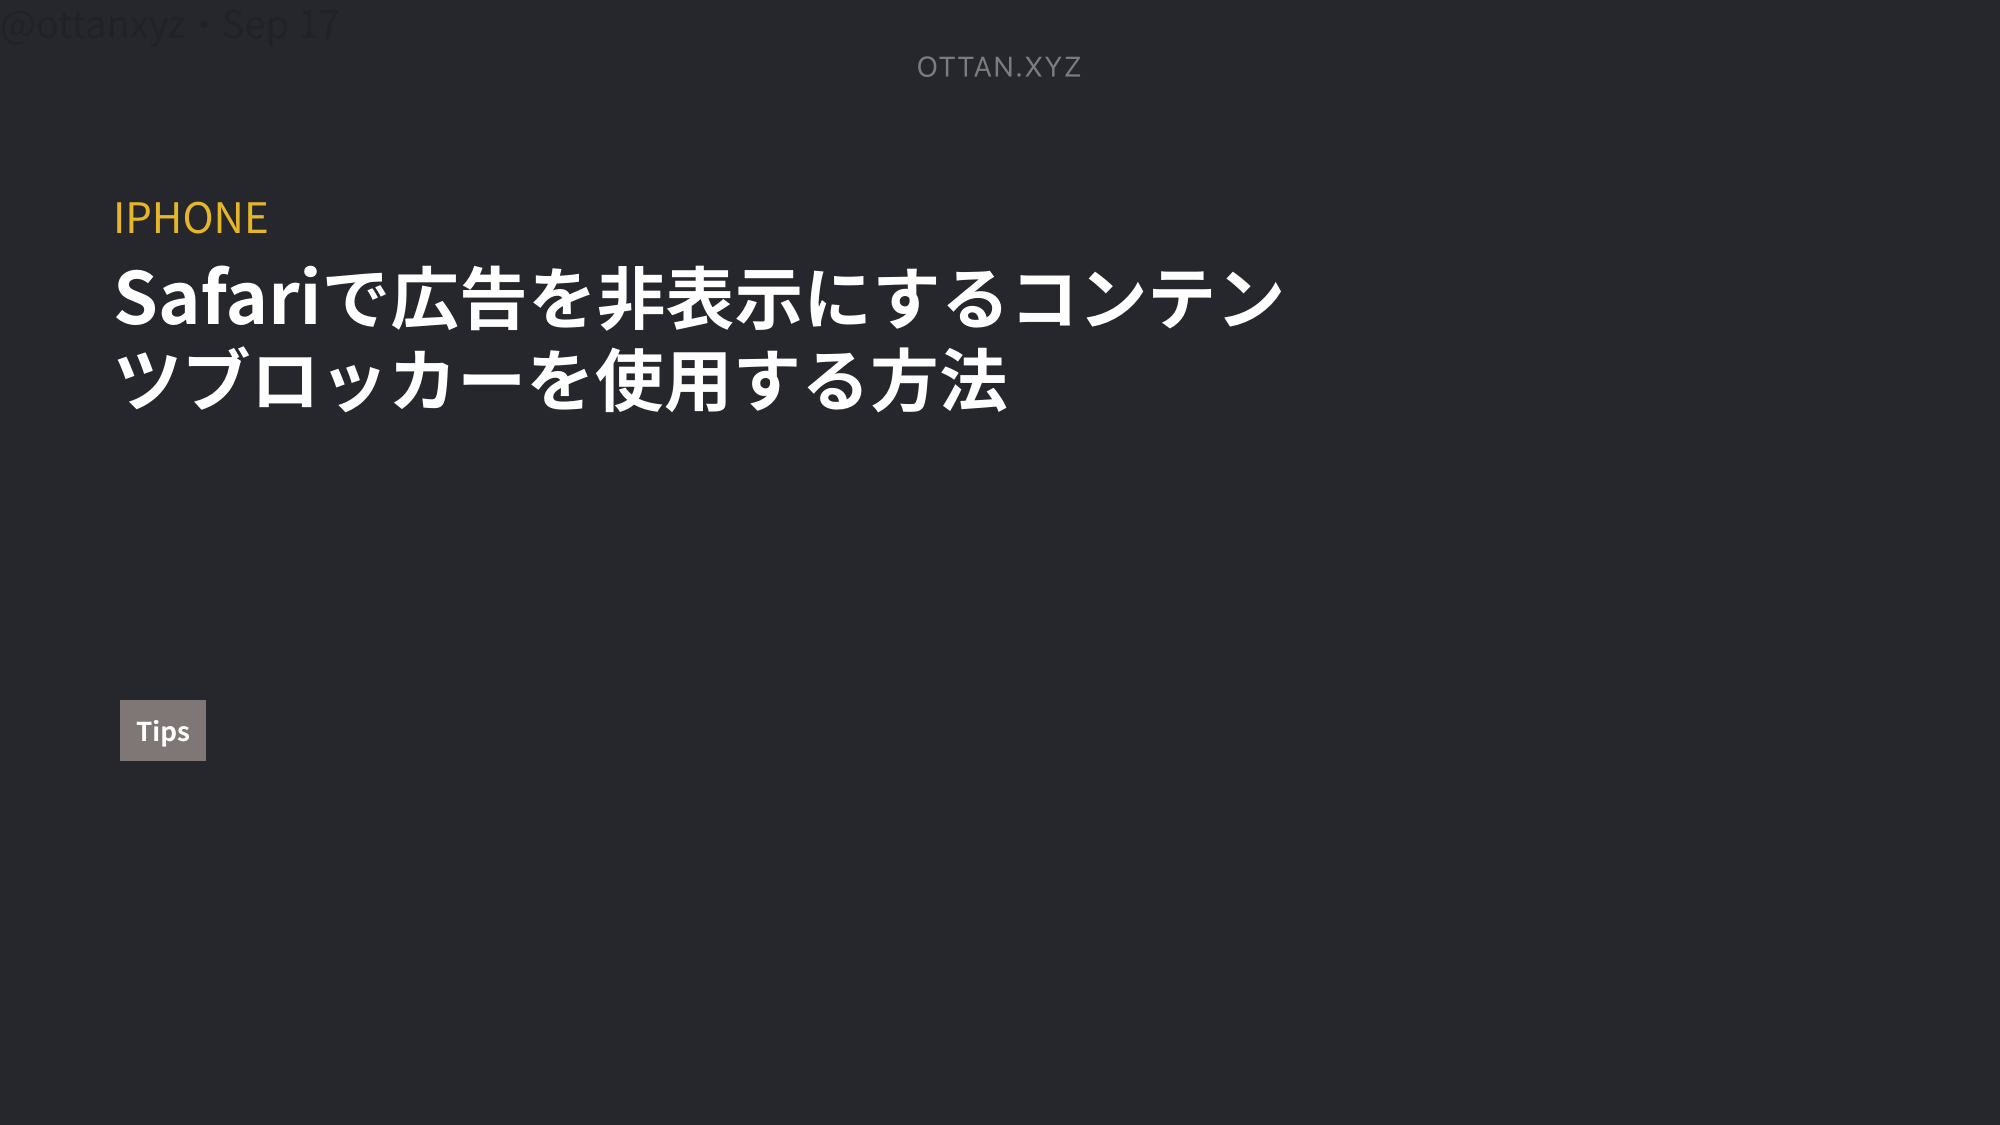 @ottanxyz・Sep 17
OTTAN.XYZ
IPHONE
Safariで広告を非表示にするコンテン
ツブロッカーを使用する方法
Tips